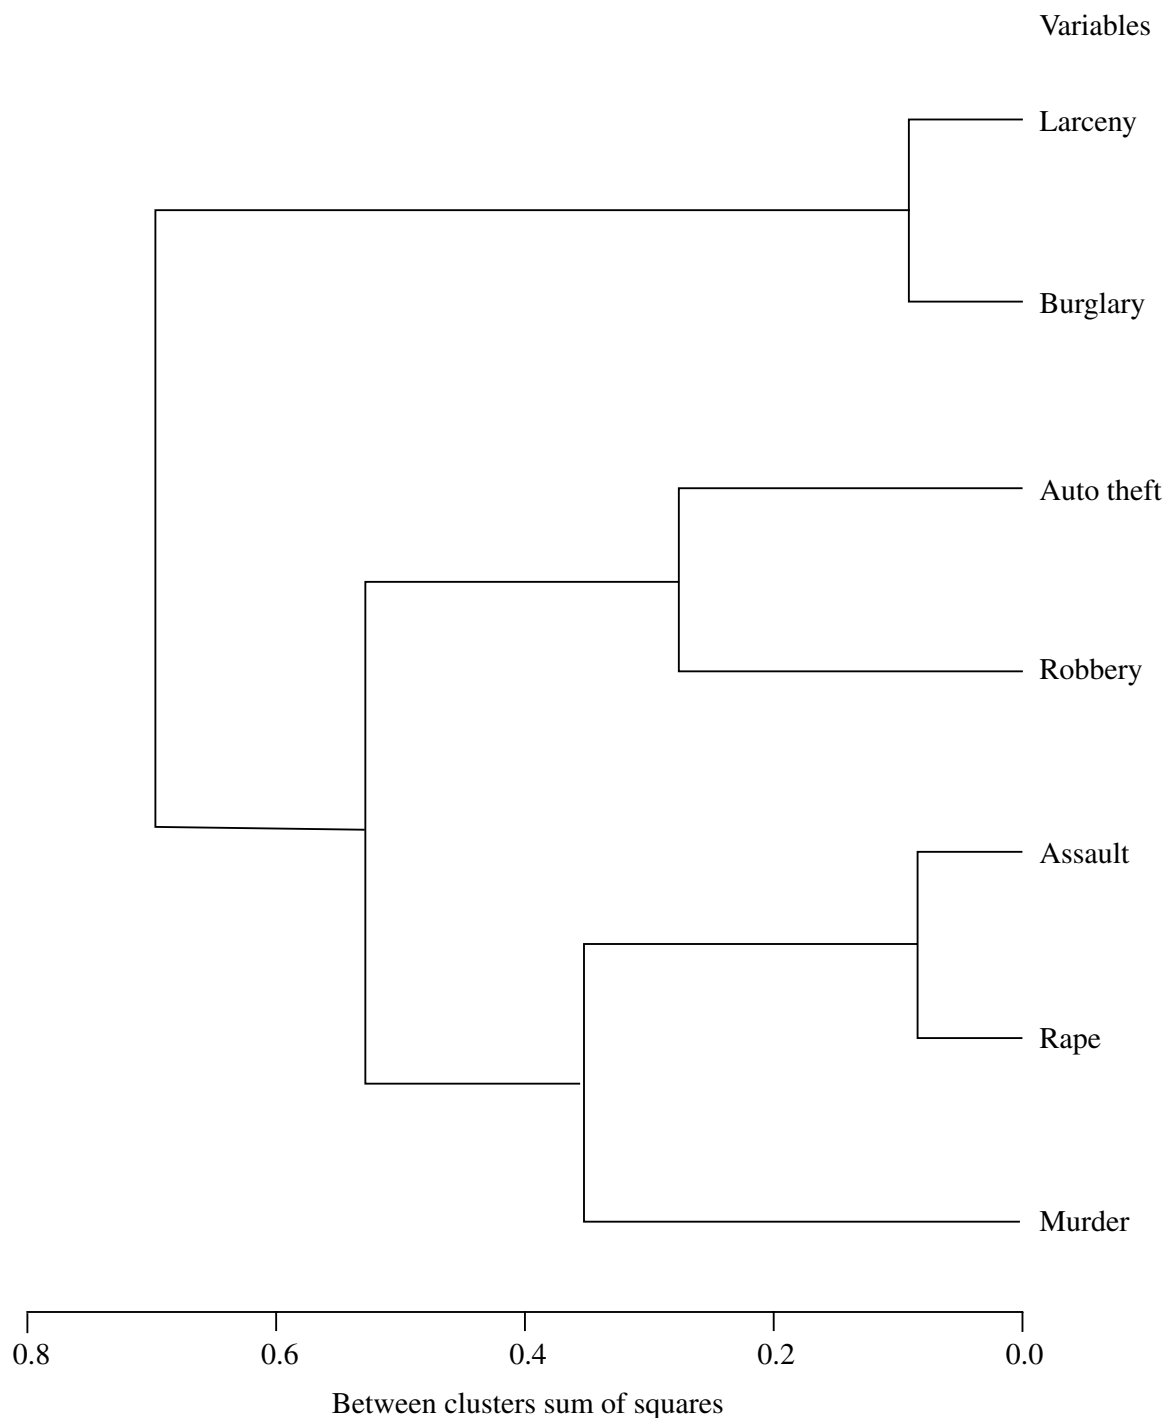 Variables
Larceny
Burglary
Auto theft
Robbery
Assault
Rape
Murder
0.8 0.6 0.4 0.2 0.0
Between clusters sum of squares